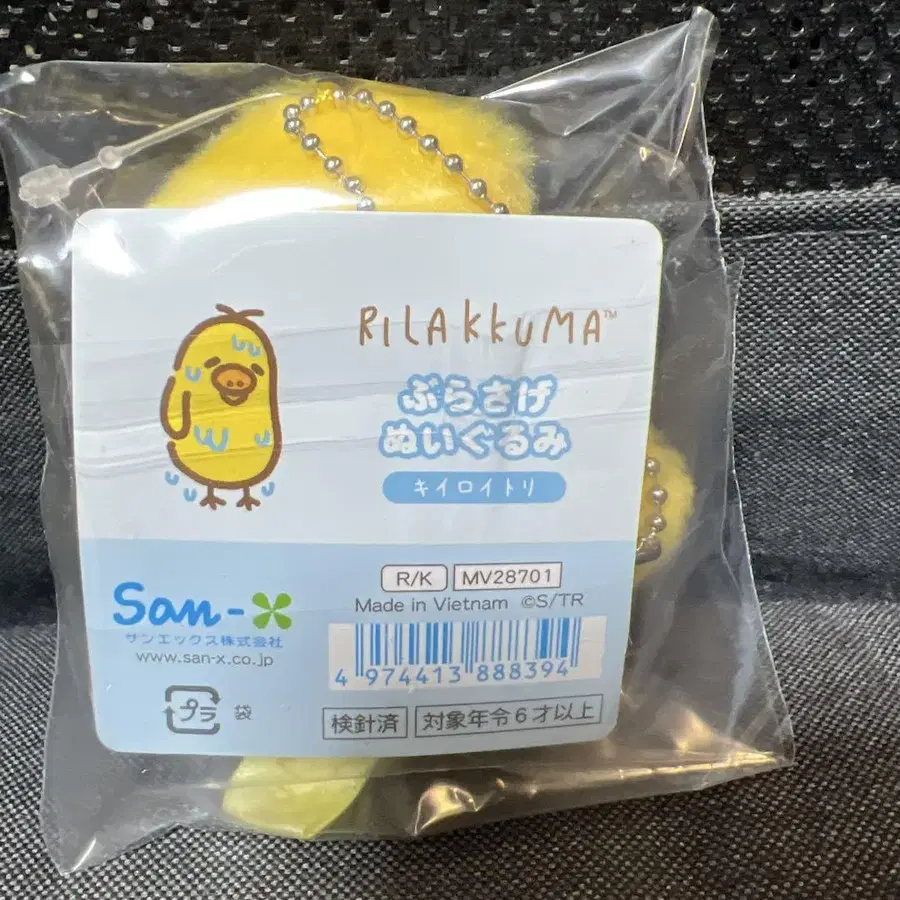 RILAKKUMA™
ぶらさげ
ぬいぐるみ
キイロイトリ
R/K MV28701
Made in Vietnam ©S/TR
San-X
サンエックス株式会社
www.san-x.co.jp
4 974413 888394
プラ 袋
検針済 対象年令6才以上